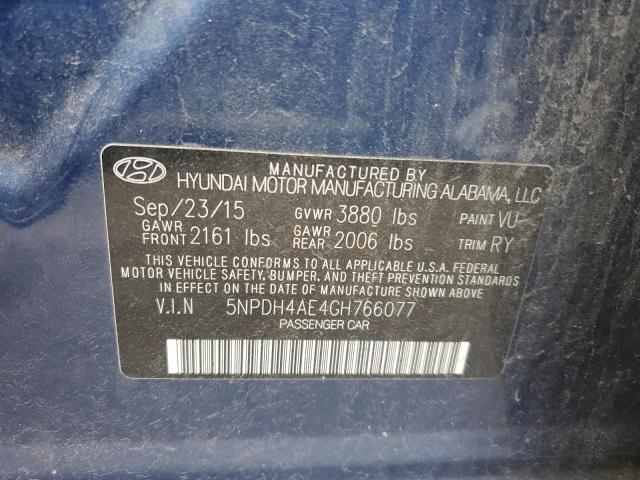 MANUFACTURED BY
HYUNDAI MOTOR MANUFACTURING ALABAMA, LLC
Sep/23/15 GVWR 3880 lbs PAINT VU
GAWR FRONT 2161 lbs GAWR REAR 2006 lbs TRIM RY
THIS VEHICLE CONFORMS TO ALL APPLICABLE U.S.A. FEDERAL
MOTOR VEHICLE SAFETY, BUMPER, AND THEFT PREVENTION STANDARDS
IN EFFECT ON THE DATE OF MANUFACTURE SHOWN ABOVE.
V.I.N 5NPDH4AE4GH766077
PASSENGER CAR